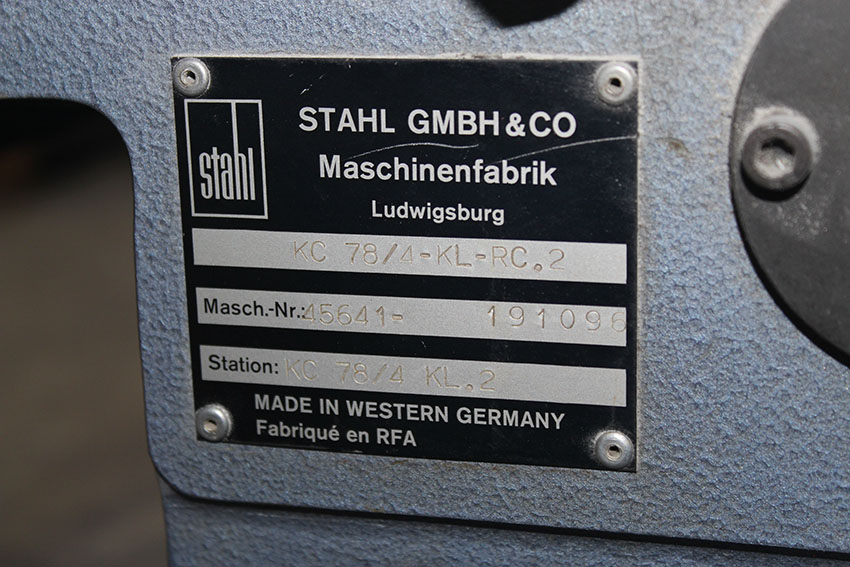 stahl
STAHL GMBH & CO
Maschinenfabrik
Ludwigsburg
KC 78/4-KL-RC.2
Masch.-Nr.: 45641- 191096
Station: KC 78/4 KL.2
MADE IN WESTERN GERMANY
Fabriqué en RFA